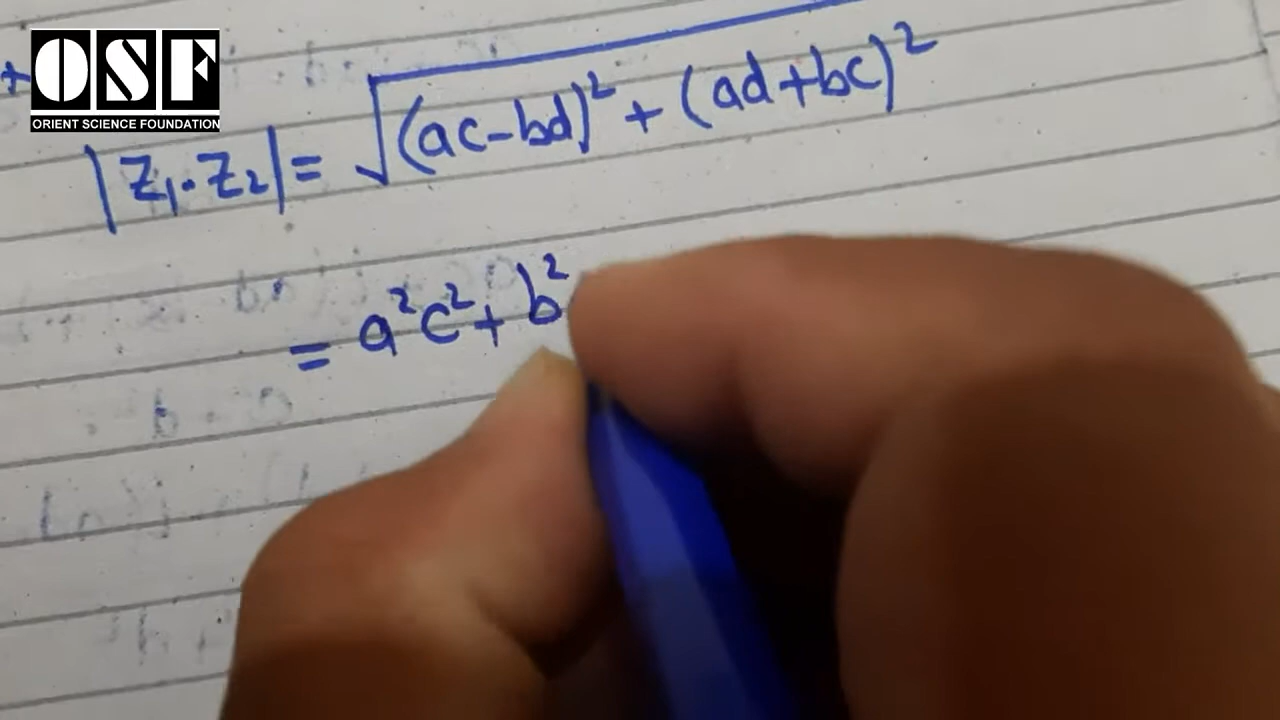 OSF
ORIENT SCIENCE FOUNDATION
|Z₁·Z₂| = √(ac-bd)² + (ad+bc)²
= a²c² + b²